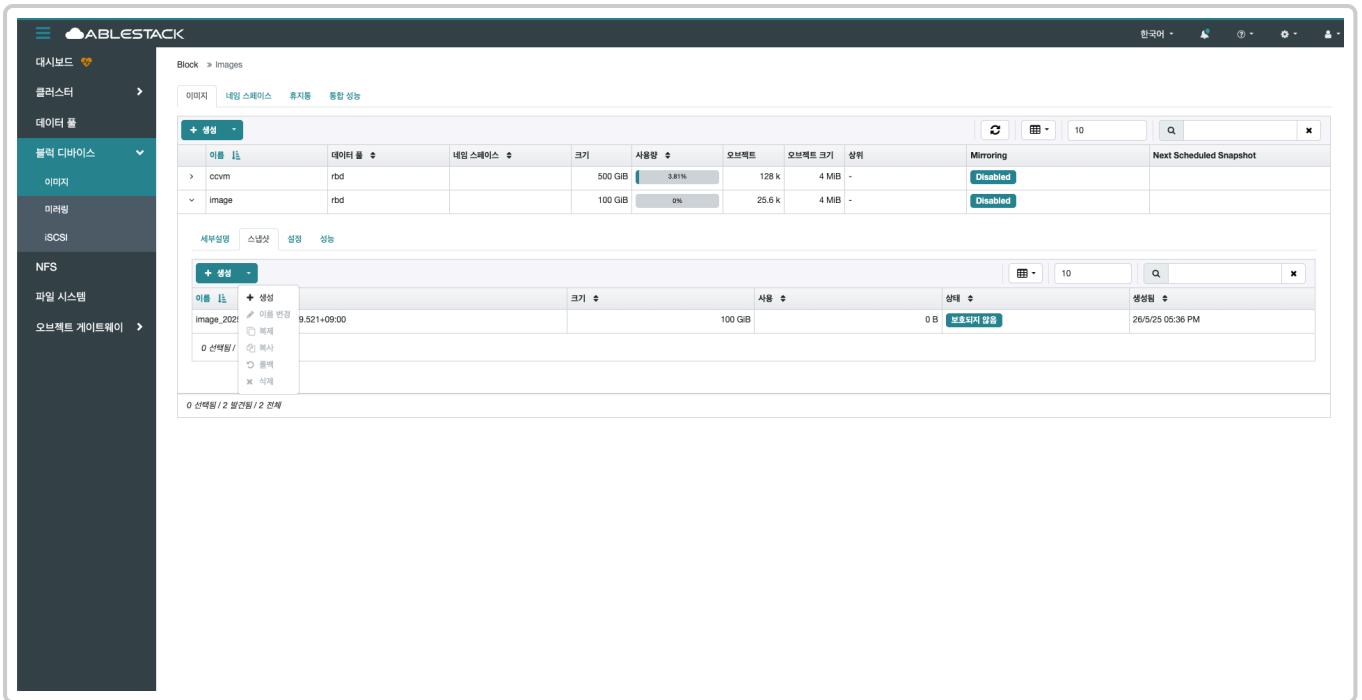 ABLESTACK
한국어
대시보드
클러스터
데이터 풀
블럭 디바이스
이미지
미러링
iSCSI
NFS
파일 시스템
오브젝트 게이트웨이
Block » Images
이미지 네임 스페이스 휴지통 통합 성능
+ 생성 10
이름 데이터 풀 네임 스페이스 크기 사용량 오브젝트 오브젝트 크기 상위 Mirroring Next Scheduled Snapshot
ccvm rbd 500 GiB 3.81% 128 k 4 MiB - Disabled
image rbd 100 GiB 0% 25.6 k 4 MiB - Disabled
세부설명 스냅샷 설정 성능
+ 생성 10
이름 크기 사용 상태 생성됨
image_202 9.521+09:00 100 GiB 0 B 보호되지 않음 26/5/25 05:36 PM
0 선택됨 /
+ 생성
이름 변경
복제
복사
롤백
삭제
0 선택됨 / 2 발견됨 / 2 전체